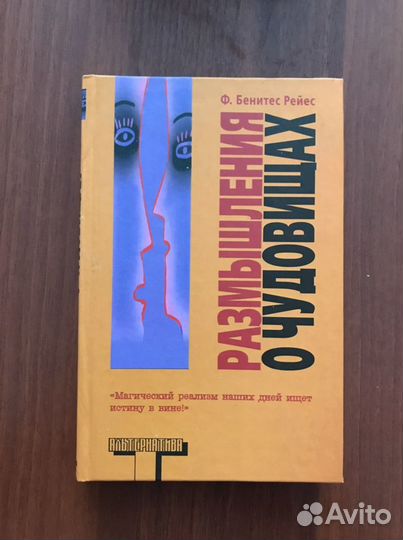 Ф. Бенитес Рейес
РАЗМЫШЛЕНИЯ
О ЧУДОВИЩАХ
«Магический реализм наших дней ищет
истину в вине!»
АЛЬТЕРНАТИВА
Avito